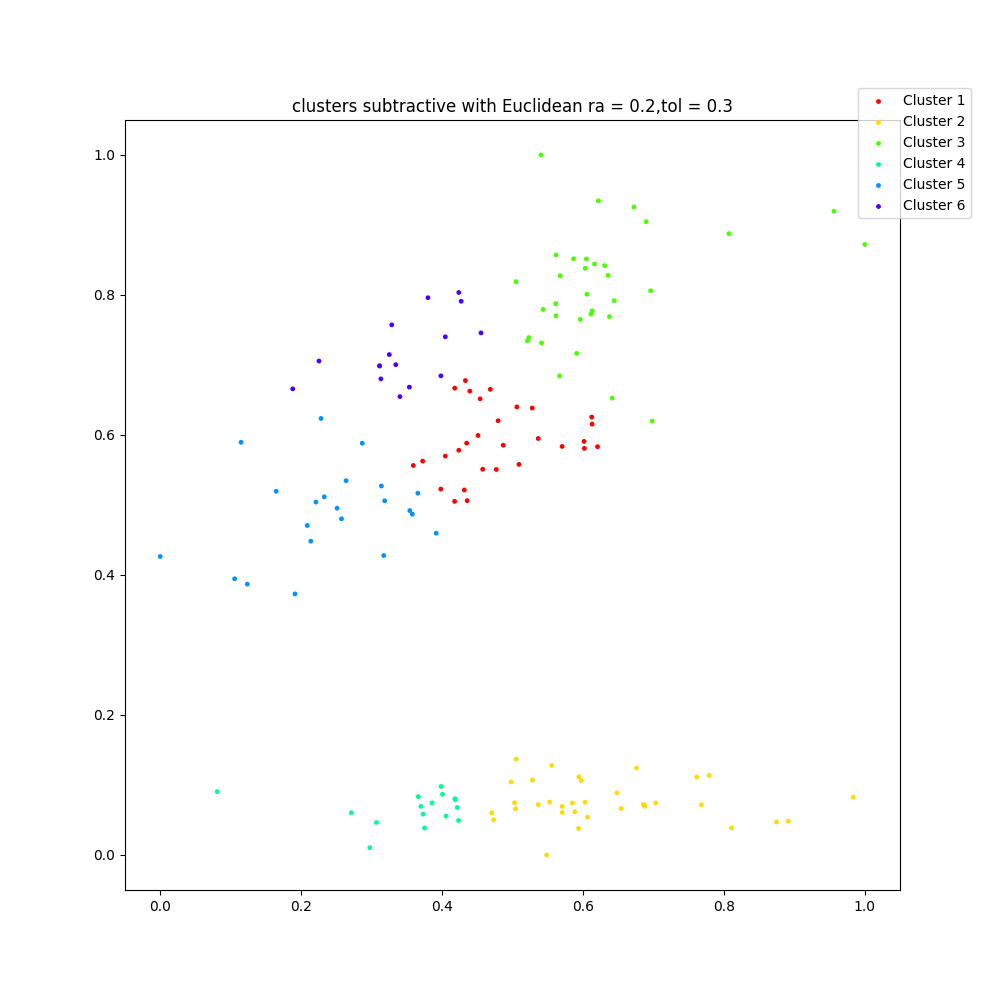 clusters subtractive with Euclidean ra = 0.2,tol = 0.3
Cluster 1
Cluster 2
Cluster 3
Cluster 4
Cluster 5
Cluster 6
1.0
0.8
0.6
0.4
0.2
0.0
0.0 0.2 0.4 0.6 0.8 1.0